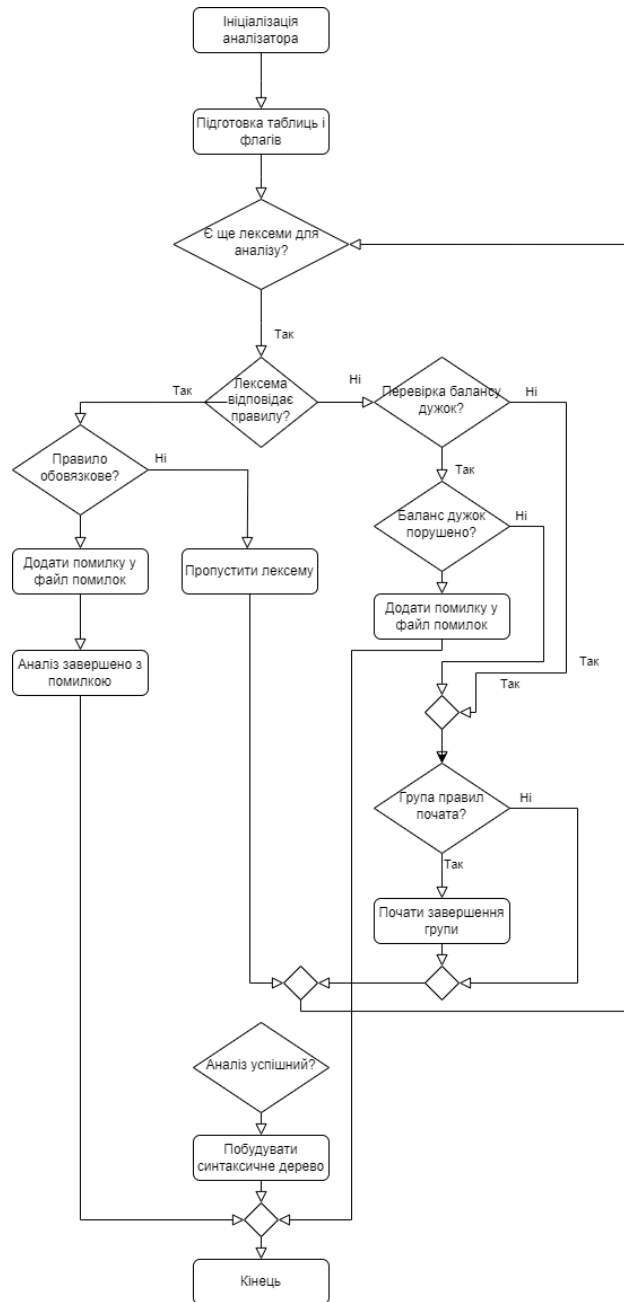 Ініціалізація
аналізатора
Підготовка таблиць і
флагів
Є ще лексеми для
аналізу?
Так
Лексема
відповідає
правилу?
Так
Ні
Перевірка балансу
дужок?
Ні
Правило
обовязкове?
Ні
Так
Баланс дужок
порушено?
Ні
Додати помилку у
файл помилок
Пропустити лексему
Додати помилку у
файл помилок
Аналіз завершено з
помилкою
Так
Так
Група правил
почата?
Ні
Так
Почати завершення
групи
Аналіз успішний?
Побудувати
синтаксичне дерево
Кінець